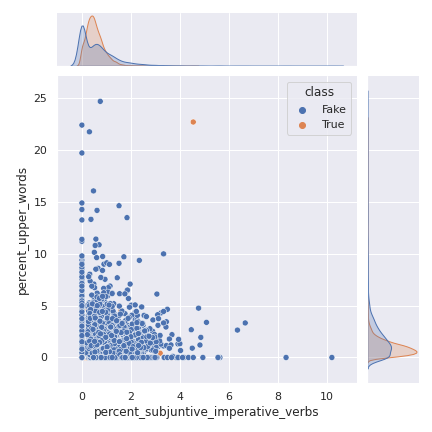 class
Fake
True
25
20
15
10
5
0
percent_upper_words
0 2 4 6 8 10
percent_subjuntive_imperative_verbs